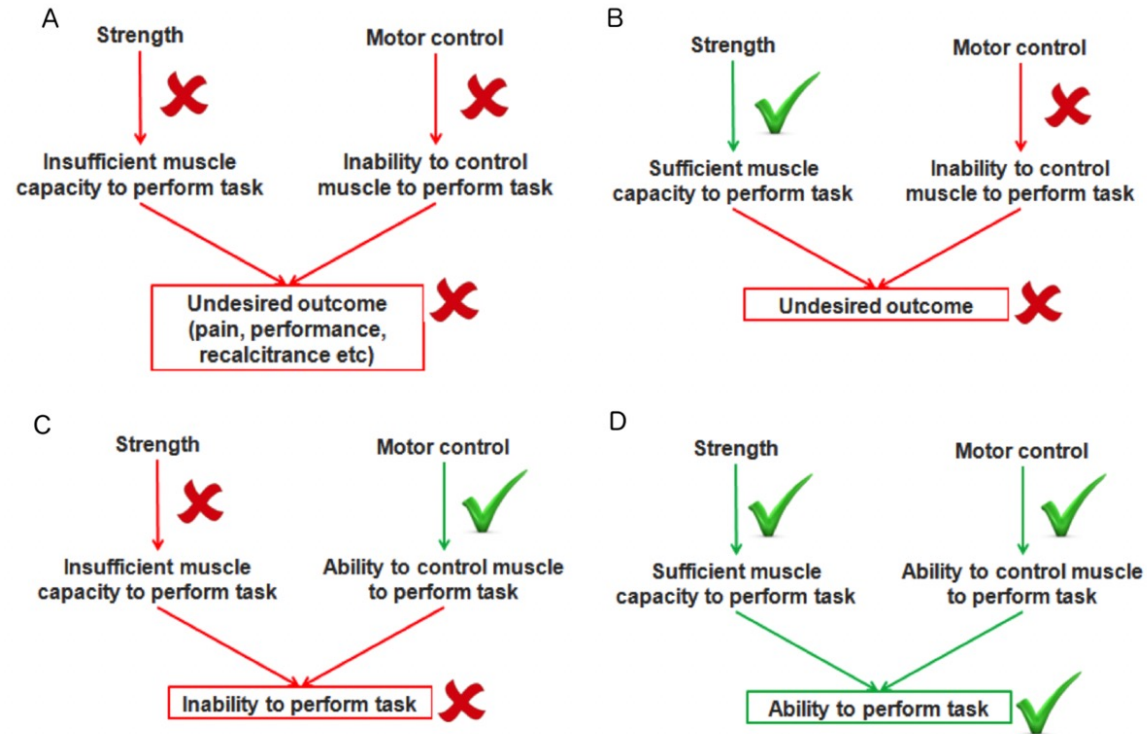 A
Strength
Motor control
Insufficient muscle
capacity to perform task
Inability to control
muscle to perform task
Undesired outcome
(pain, performance,
recalcitrance etc)
B
Strength
Motor control
Sufficient muscle
capacity to perform task
Inability to control
muscle to perform task
Undesired outcome
C
Strength
Motor control
Insufficient muscle
capacity to perform task
Ability to control muscle
to perform task
Inability to perform task
D
Strength
Motor control
Sufficient muscle
capacity to perform task
Ability to control muscle
to perform task
Ability to perform task